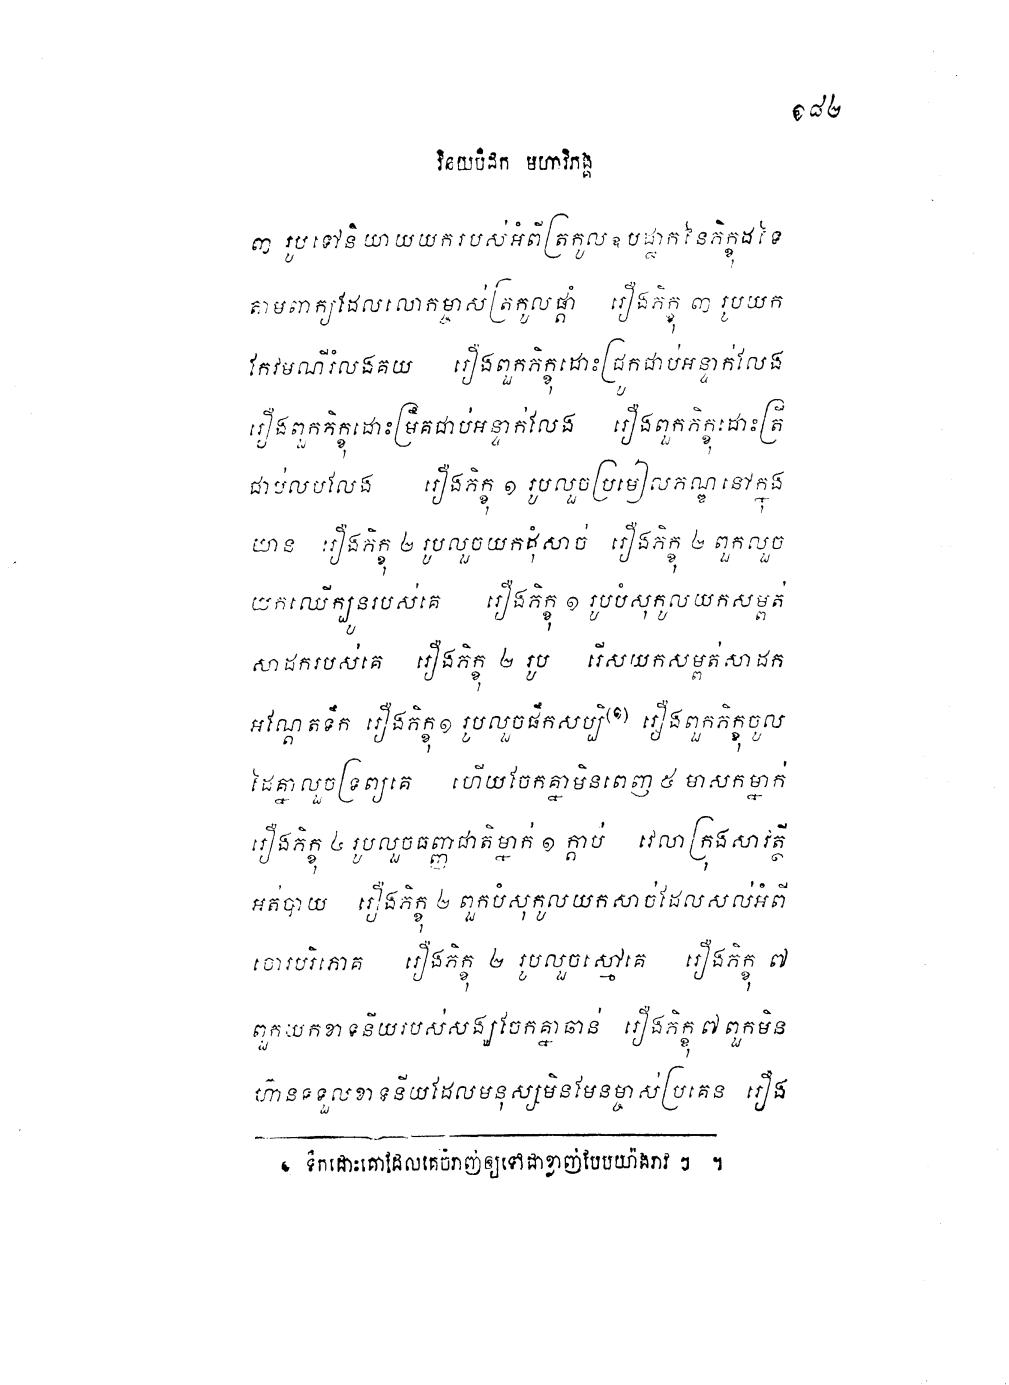 ១៨២
វិនយបិដក មហាវិភង្គ
៣ រូបទៅនិយាយយករបស់អំពីត្រកូលឧបដ្ឋាកនៃភិក្ខុដទៃ
តាមពាក្យដែលលោកម្ចាស់ត្រកូលផ្តាំ រឿងភិក្ខុ ៣ រូបយក
កែវមណីរំលងគយ រឿងពួកភិក្ខុដោះជ្រូកជាប់អន្ទាក់លែង
រឿងពួកភិក្ខុដោះម្រឹគជាប់អន្ទាក់លែង រឿងពួកភិក្ខុដោះត្រី
ជាប់លបលែង រឿងភិក្ខុ ១ រូបលួចប្រមៀលភណ្ឌនៅក្នុង
យាន រឿងភិក្ខុ ២ រូបលួចយកដុំសាច់ រឿងភិក្ខុ ២ ពួកលួច
យកឈើក្បូនរបស់គេ រឿងភិក្ខុ ១ រូបបំសុកូលយកសម្ពត់
សាដករបស់គេ រឿងភិក្ខុ ២ រូប រើសយកសម្ពត់សាដក
អណ្តែតទឹក រឿងភិក្ខុ ១ រូបលួចផឹកសប្បិ(១) រឿងពួកភិក្ខុចូល
ដៃគ្នាលួចទ្រព្យគេ ហើយចែកគ្នាមិនពេញ ៥ មាសកម្នាក់
រឿងភិក្ខុ ៤ រូបលួចធញ្ញជាតិម្នាក់ ១ ក្តាប់ វេលាក្រុងសាវត្ថី
អត់បាយ រឿងភិក្ខុ ២ ពួកបំសុកូលយកសាច់ដែលសល់អំពី
ចោរបរិភោគ រឿងភិក្ខុ ២ រូបលួចស្មៅគេ រឿងភិក្ខុ ៧
ពួកយកខាទនីយរបស់សង្ឃចែកគ្នាឆាន់ រឿងភិក្ខុ ៧ ពួកមិន
ហ៊ានទទួលខាទនីយដែលមនុស្សមិនមែនម្ចាស់ប្រគេន រឿង
១ ទឹកដោះគោដែលគេចំរាញ់ឲ្យទៅជាខ្លាញ់បែបយ៉ាងរាវ ៗ ។